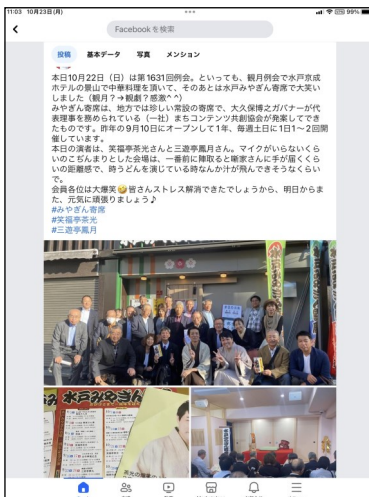 11:03 10月23日(月)
99%
Facebook を検索
投稿 基本データ 写真 メンション
本日10月22日（日）は第1631回例会。といっても、観月例会で水戸京成
ホテルの景山で中華料理を頂いて、そのあとは水戸みやぎん寄席で大笑い
しました（観月？→観劇？感激^ ^）
みやぎん寄席は、地方では珍しい常設の寄席で、大久保博之ガバナーが代
表理事を務められている（一社）まちコンテンツ共創協会が発案してでき
たものです。昨年の9月10日にオープンして1年、毎週土日に1日1〜2回開
催しています。
本日の演者は、笑福亭茶光さんと三遊亭鳳月さん。マイクがいらないくら
いのこぢんまりとした会場は、一番前に陣取ると噺家さんに手が届くくらい
の距離感で、時うどんを演じている時なんか汁が飛んできそうなくらい
で。
会員各位は大爆笑🤣皆さんストレス解消できたでしょうから、明日からま
た、元気に頑張りましょう♪
#みやぎん寄席
#笑福亭茶光
#三遊亭鳳月
水戸みやぎん